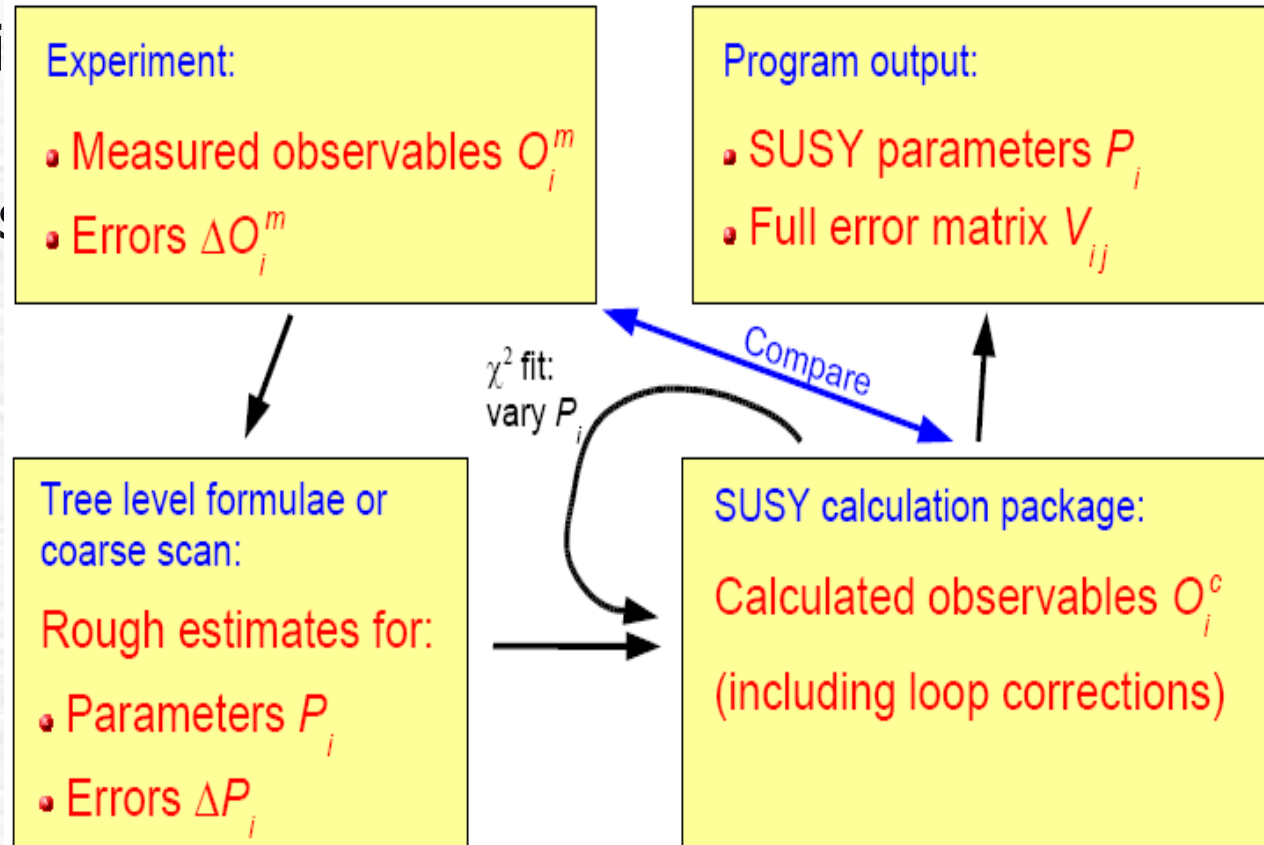 Experiment:
• Measured observables O_i^m
• Errors ΔO_i^m
Program output:
• SUSY parameters P_i
• Full error matrix V_ij
χ² fit:
vary P_i
Compare
Tree level formulae or
coarse scan:
Rough estimates for:
• Parameters P_i
• Errors ΔP_i
SUSY calculation package:
Calculated observables O_i^c
(including loop corrections)